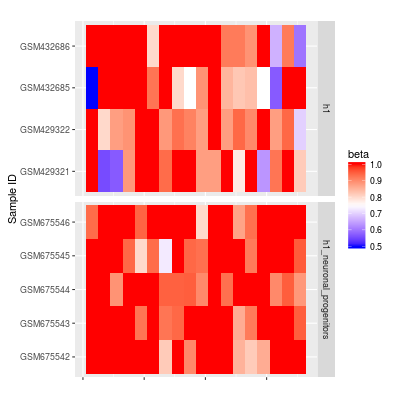 GSM432686
GSM432685
GSM429322
GSM429321
h1
GSM675546
GSM675545
GSM675544
GSM675543
GSM675542
h1_neuronal_progenitors
Sample ID
beta
1.0
0.9
0.8
0.7
0.6
0.5